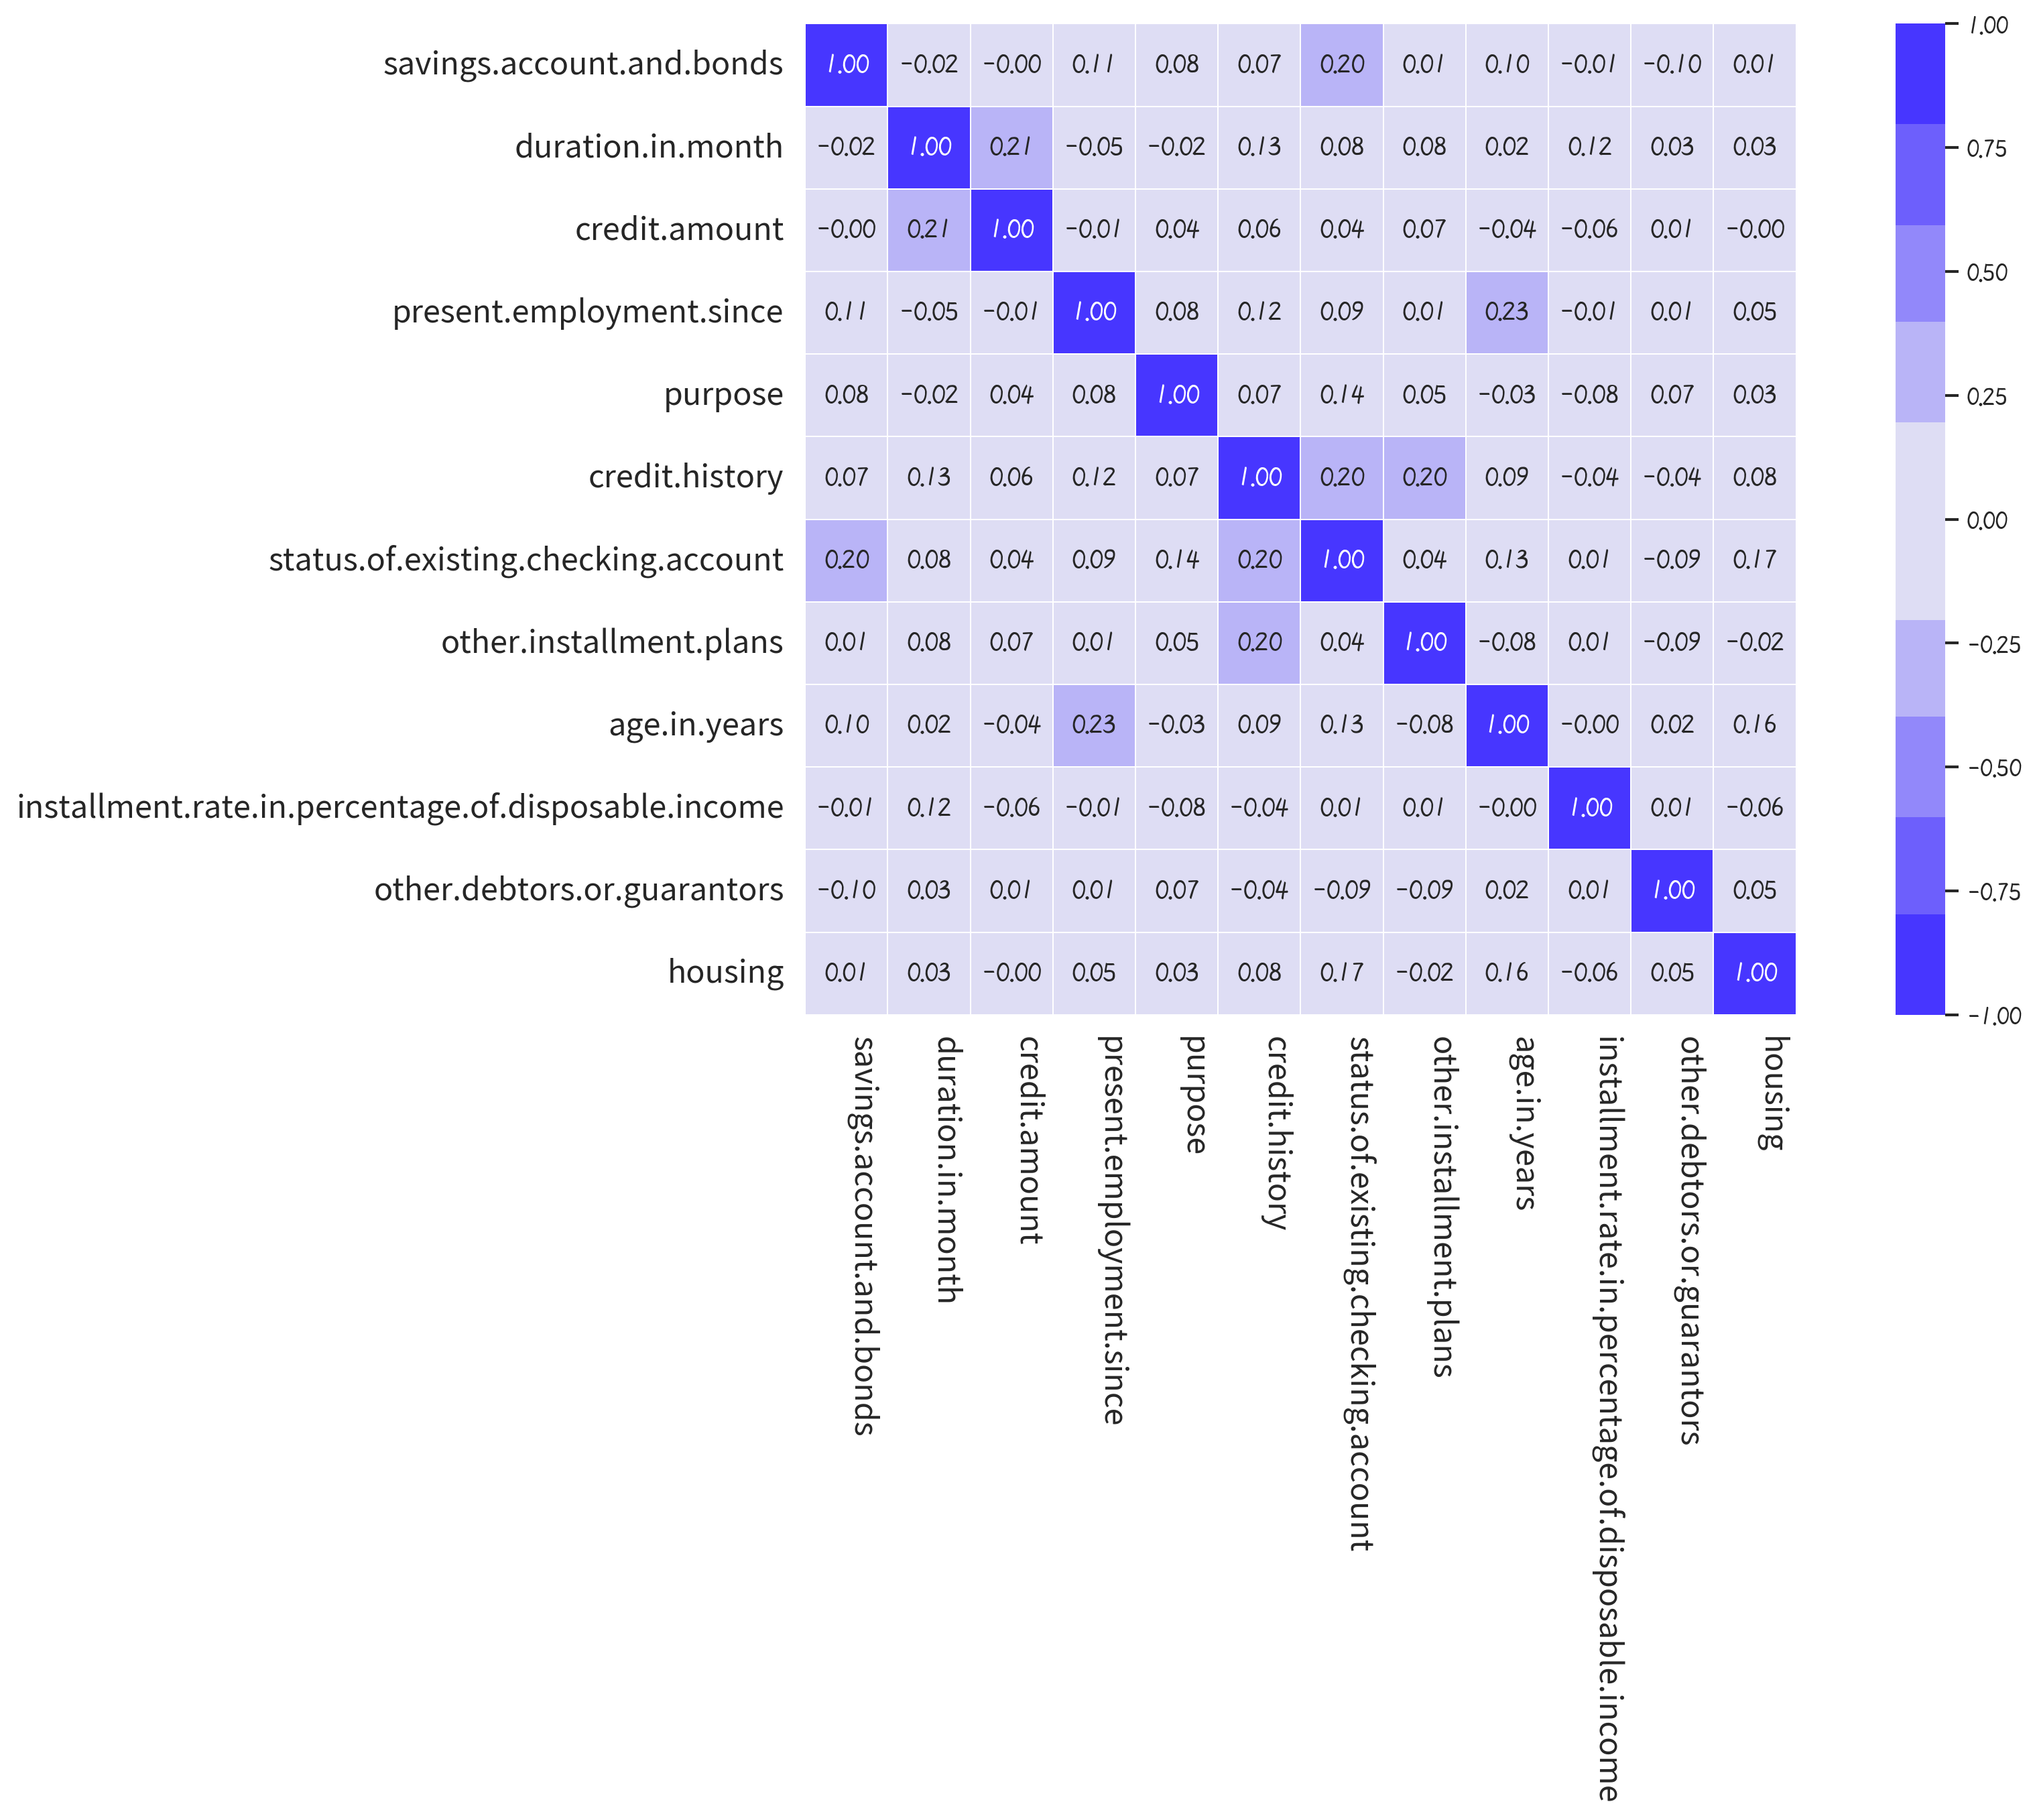 savings.account.and.bonds 1.00 −0.02 −0.00 0.11 0.08 0.07 0.20 0.01 0.10 −0.01 −0.10 0.01
duration.in.month −0.02 1.00 0.21 −0.05 −0.02 0.13 0.08 0.08 0.02 0.12 0.03 0.03
credit.amount −0.00 0.21 1.00 −0.01 0.04 0.06 0.04 0.07 −0.04 −0.06 0.01 −0.00
present.employment.since 0.11 −0.05 −0.01 1.00 0.08 0.12 0.09 0.01 0.23 −0.01 0.01 0.05
purpose 0.08 −0.02 0.04 0.08 1.00 0.07 0.14 0.05 −0.03 −0.08 0.07 0.03
credit.history 0.07 0.13 0.06 0.12 0.07 1.00 0.20 0.20 0.09 −0.04 −0.04 0.08
status.of.existing.checking.account 0.20 0.08 0.04 0.09 0.14 0.20 1.00 0.04 0.13 0.01 −0.09 0.17
other.installment.plans 0.01 0.08 0.07 0.01 0.05 0.20 0.04 1.00 −0.08 0.01 −0.09 −0.02
age.in.years 0.10 0.02 −0.04 0.23 −0.03 0.09 0.13 −0.08 1.00 −0.00 0.02 0.16
installment.rate.in.percentage.of.disposable.income −0.01 0.12 −0.06 −0.01 −0.08 −0.04 0.01 0.01 −0.00 1.00 0.01 −0.06
other.debtors.or.guarantors −0.10 0.03 0.01 0.01 0.07 −0.04 −0.09 −0.09 0.02 0.01 1.00 0.05
housing 0.01 0.03 −0.00 0.05 0.03 0.08 0.17 −0.02 0.16 −0.06 0.05 1.00
savings.account.and.bonds
duration.in.month
credit.amount
present.employment.since
purpose
credit.history
status.of.existing.checking.account
other.installment.plans
age.in.years
installment.rate.in.percentage.of.disposable.income
other.debtors.or.guarantors
housing
1.00
0.75
0.50
0.25
0.00
−0.25
−0.50
−0.75
−1.00